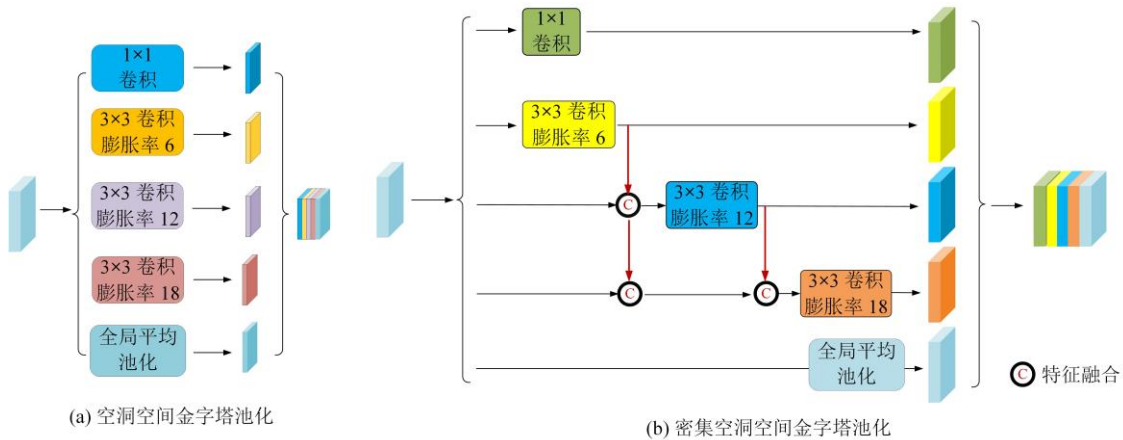 1×1
卷积
3×3 卷积
膨胀率 6
3×3 卷积
膨胀率 12
3×3 卷积
膨胀率 18
全局平均
池化
(a) 空洞空间金字塔池化
1×1
卷积
3×3 卷积
膨胀率 6
C
3×3 卷积
膨胀率 12
C
C
3×3 卷积
膨胀率 18
全局平均
池化
C 特征融合
(b) 密集空洞空间金字塔池化